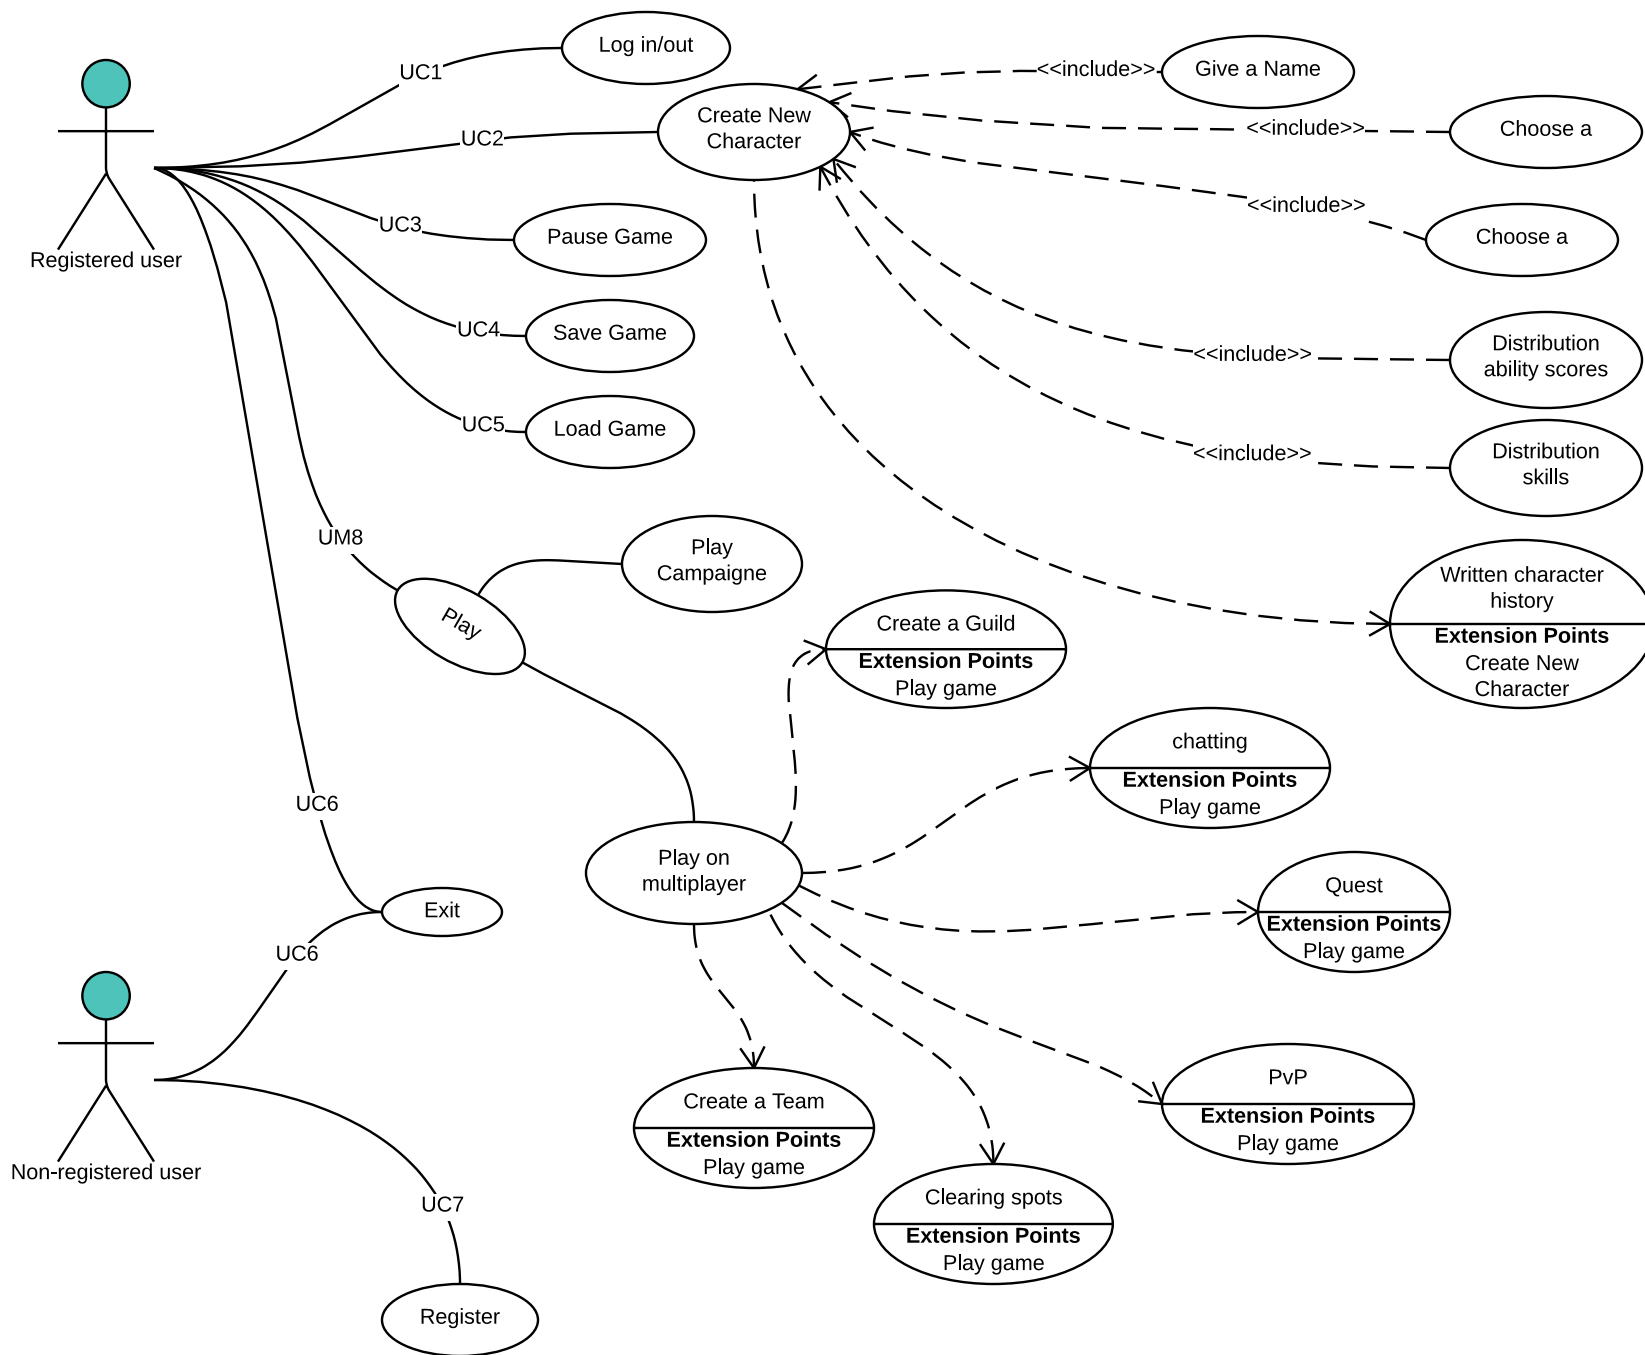 Log in/out
UC1
<<include>>
Give a Name
Create New
Character
UC2
<<include>>
Choose a
<<include>>
Choose a
UC3
Pause Game
Registered user
UC4
Save Game
<<include>>
Distribution
ability scores
UC5
Load Game
<<include>>
Distribution
skills
UM8
Play
Campaigne
Written character
history
Extension Points
Create New
Character
Play
Create a Guild
Extension Points
Play game
chatting
Extension Points
Play game
UC6
Play on
multiplayer
Quest
Extension Points
Play game
Exit
UC6
PvP
Extension Points
Play game
Create a Team
Extension Points
Play game
Non-registered user
UC7
Clearing spots
Extension Points
Play game
Register